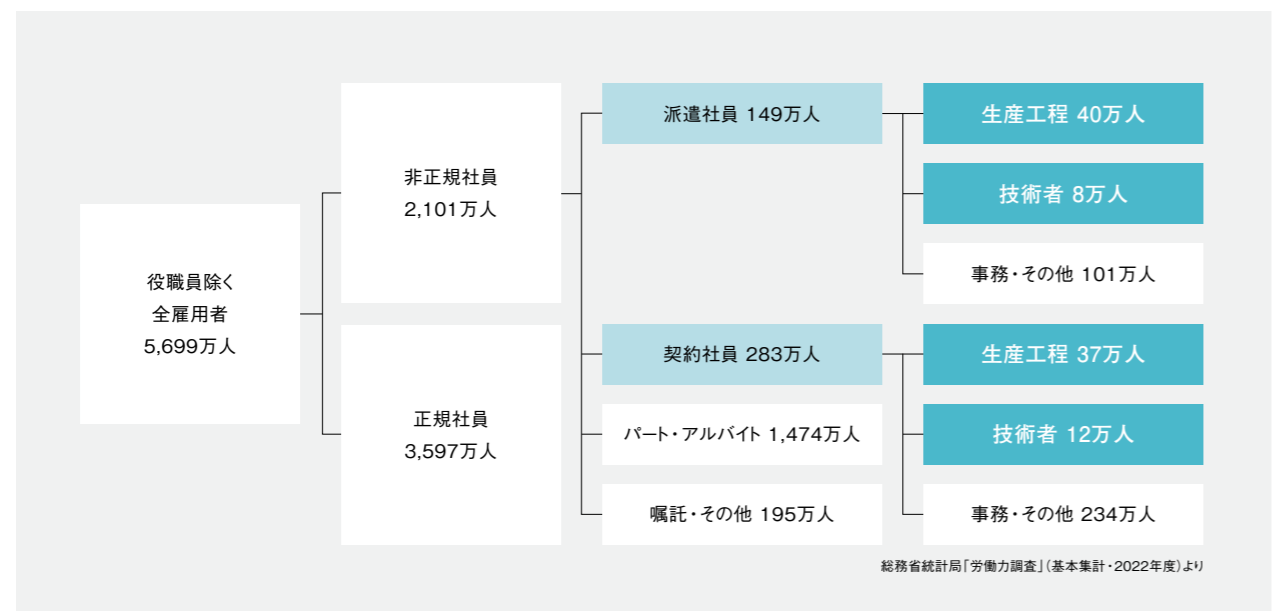 役職員除く
全雇用者
5,699万人
非正規社員
2,101万人
正規社員
3,597万人
派遣社員 149万人
契約社員 283万人
パート・アルバイト 1,474万人
嘱託・その他 195万人
生産工程 40万人
技術者 8万人
事務・その他 101万人
生産工程 37万人
技術者 12万人
事務・その他 234万人
総務省統計局「労働力調査」(基本集計・2022年度)より